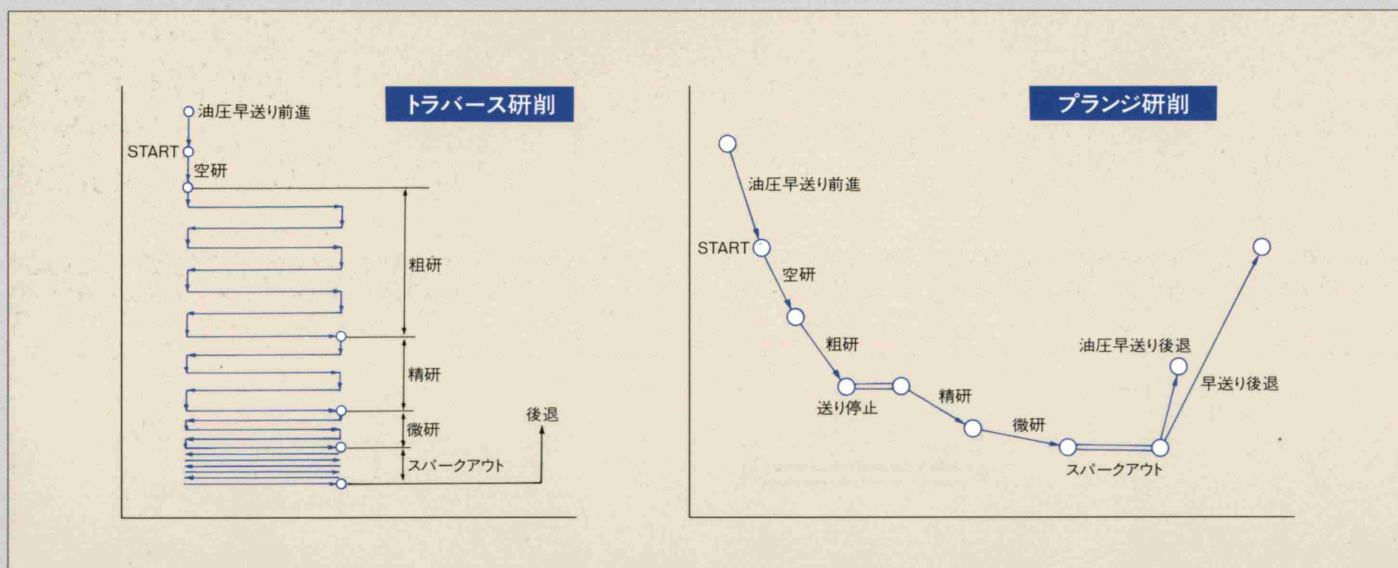 トラバース研削
油圧早送り前進
START
空研
粗研
精研
微研
スパークアウト
後退
プランジ研削
油圧早送り前進
START
空研
粗研
送り停止
精研
微研
スパークアウト
油圧早送り後退
早送り後退